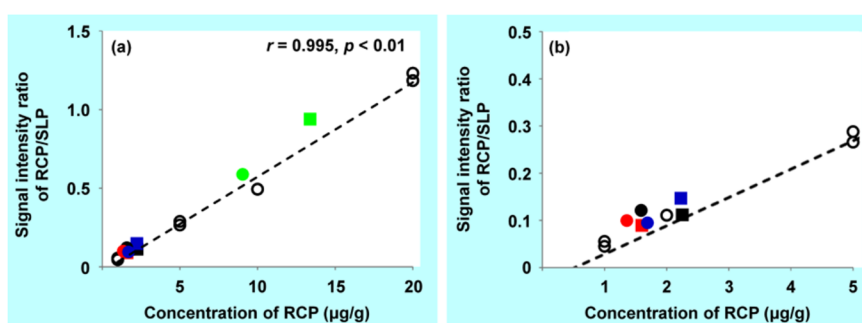 (a)
r = 0.995, p < 0.01
Signal intensity ratio
of RCP/SLP
1.5
1.0
0.5
0
5
10
15
20
Concentration of RCP (µg/g)
(b)
Signal intensity ratio
of RCP/SLP
0.5
0.4
0.3
0.2
0.1
0
1
2
3
4
5
Concentration of RCP (µg/g)